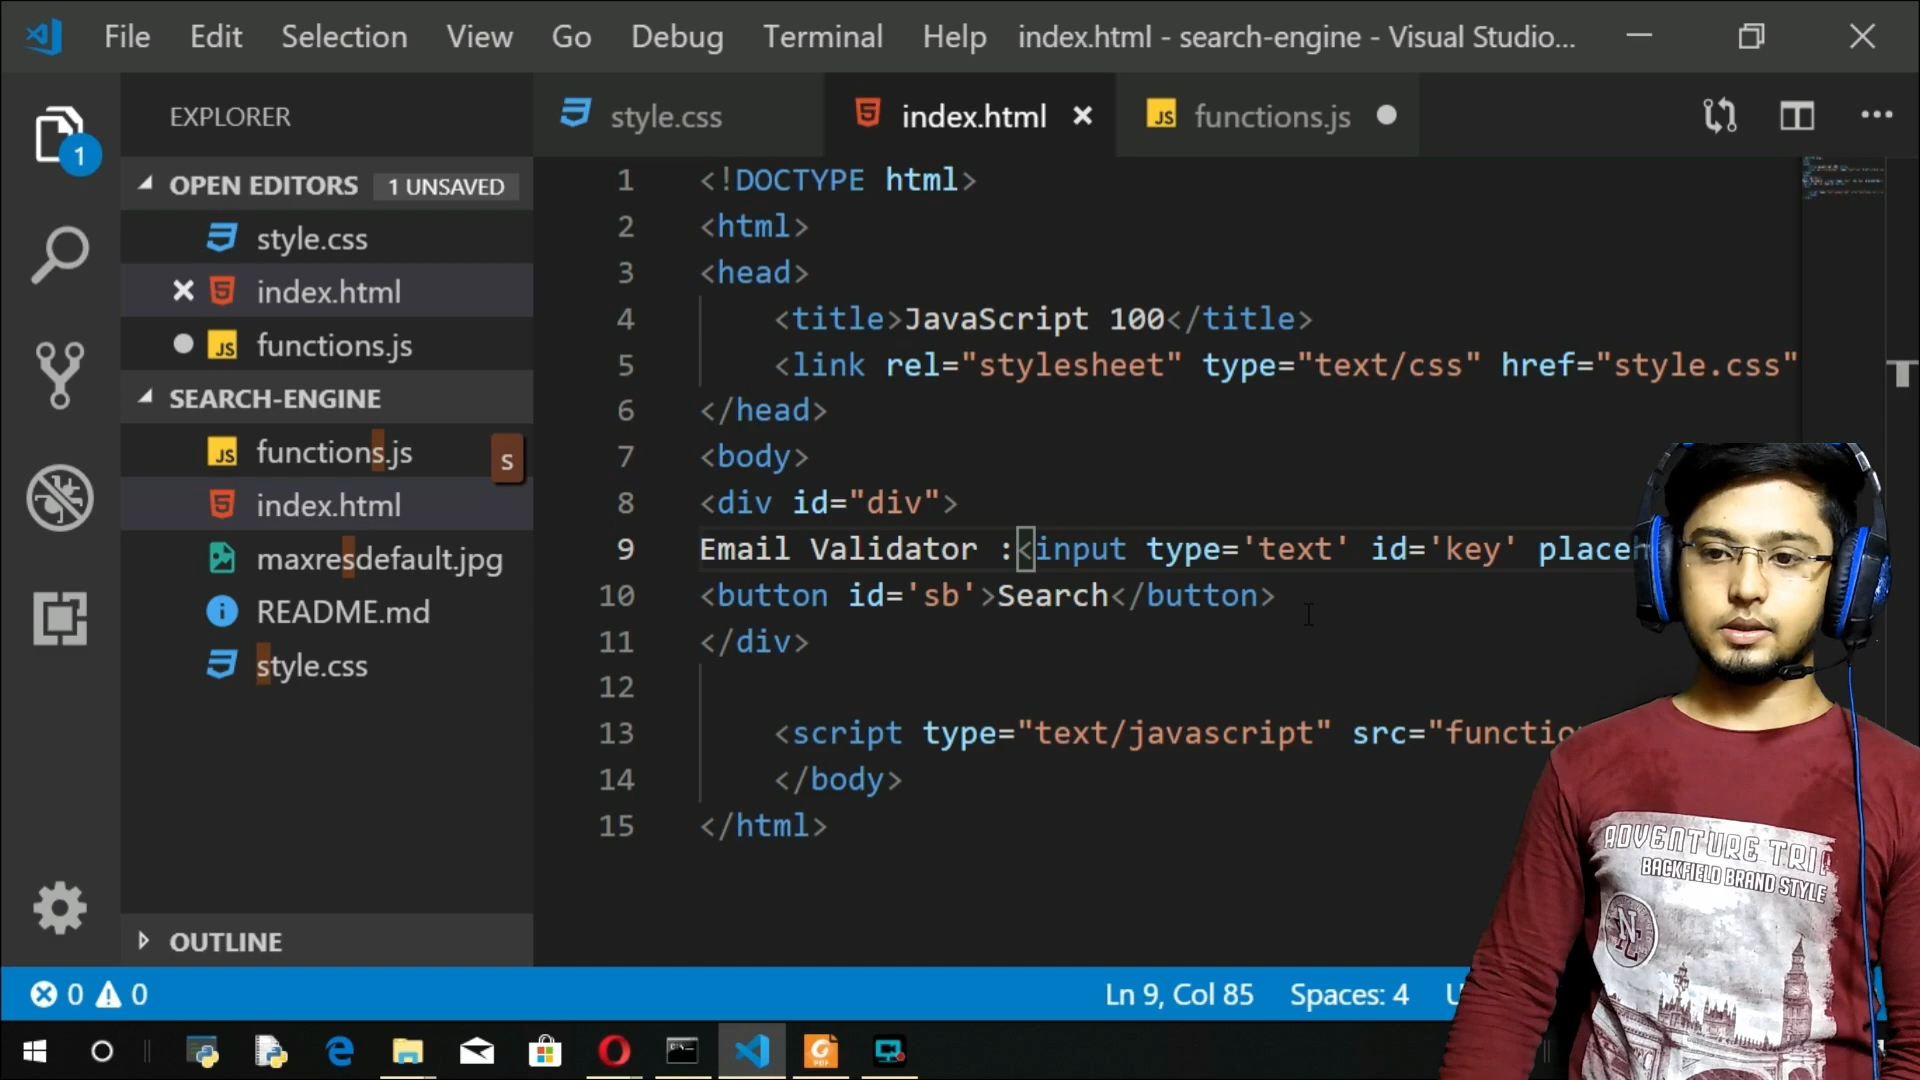 File Edit Selection View Go Debug Terminal Help index.html - search-engine - Visual Studio...
EXPLORER
style.css
index.html
JS functions.js
1
OPEN EDITORS 1 UNSAVED
style.css
index.html
JS functions.js
SEARCH-ENGINE
JS functions.js s
index.html
maxresdefault.jpg
README.md
style.css
OUTLINE
1 <!DOCTYPE html>
2 <html>
3 <head>
4 <title>JavaScript 100</title>
5 <link rel="stylesheet" type="text/css" href="style.css"
6 </head>
7 <body>
8 <div id="div">
9 Email Validator :<input type='text' id='key' place
10 <button id='sb'>Search</button>
11 </div>
12
13 <script type="text/javascript" src="functio
14 </body>
15 </html>
ADVENTURE
BACKFIELD BRAND STYLE
0 0 Ln 9, Col 85 Spaces: 4